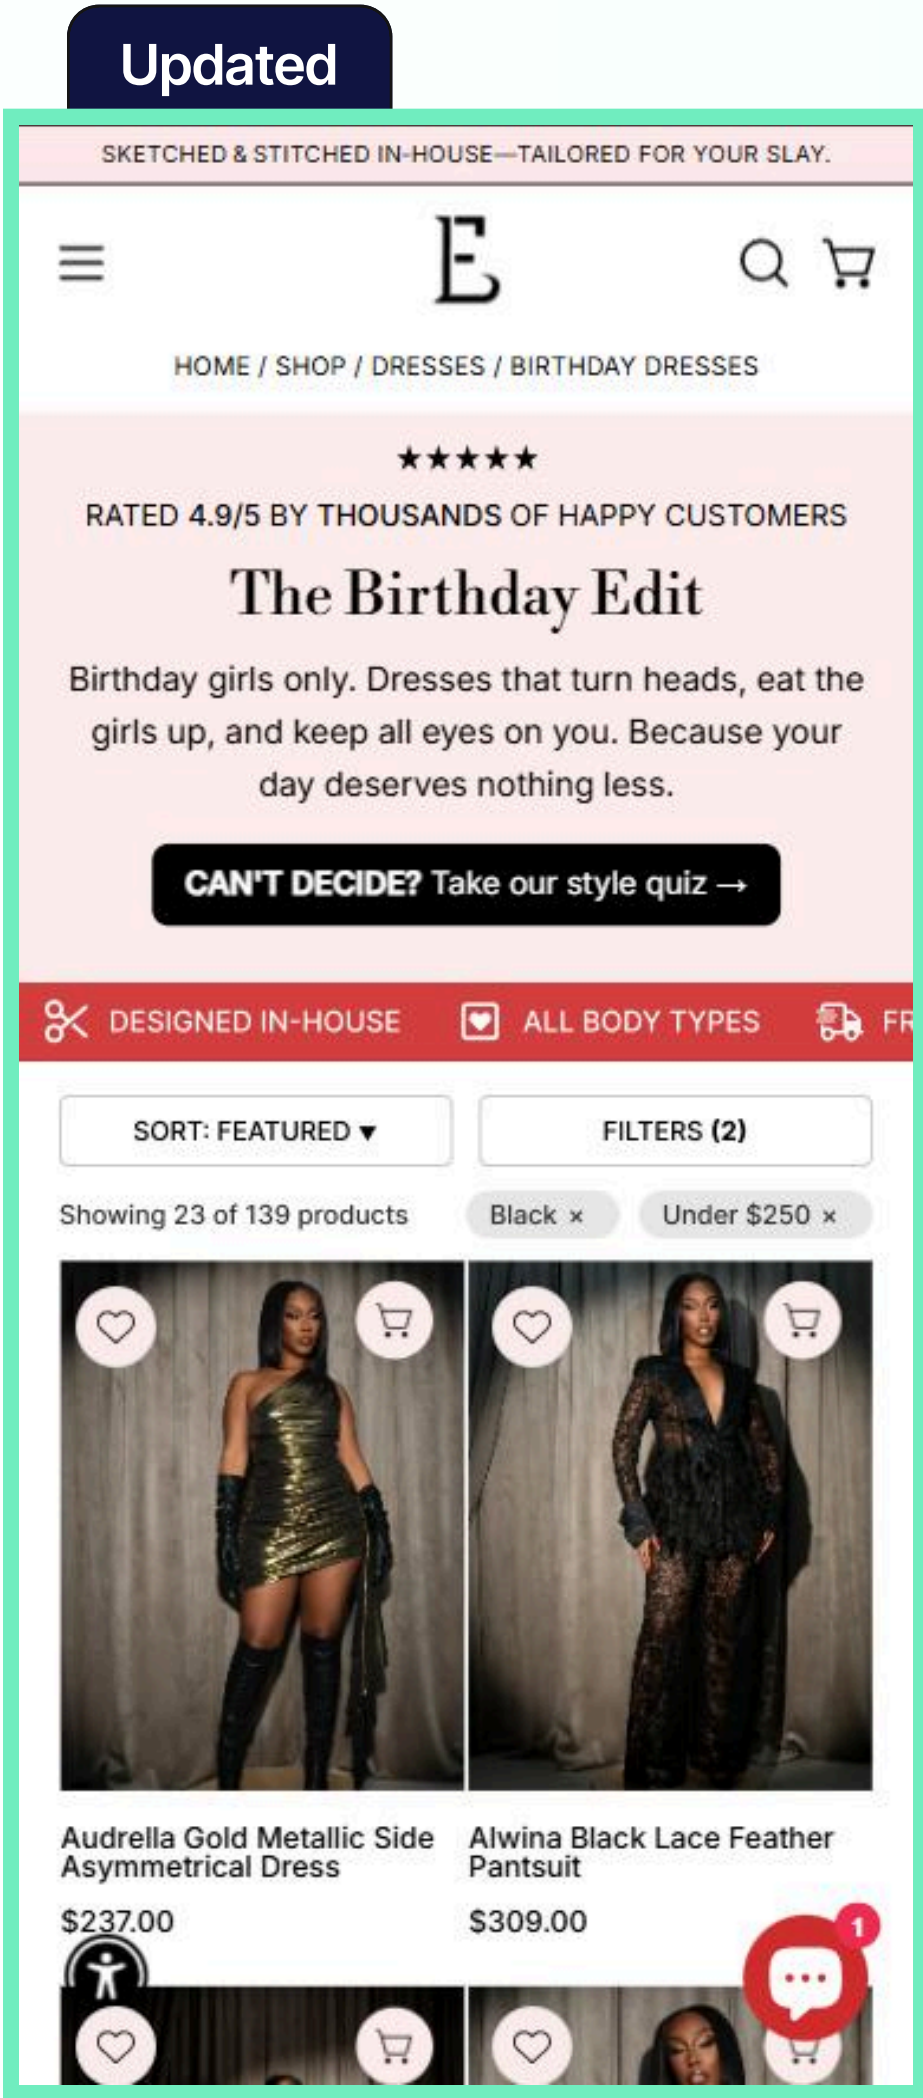 Updated
SKETCHED & STITCHED IN-HOUSE—TAILORED FOR YOUR SLAY.
E
HOME / SHOP / DRESSES / BIRTHDAY DRESSES
★★★★★
RATED 4.9/5 BY THOUSANDS OF HAPPY CUSTOMERS
The Birthday Edit
Birthday girls only. Dresses that turn heads, eat the
girls up, and keep all eyes on you. Because your
day deserves nothing less.
CAN'T DECIDE? Take our style quiz →
DESIGNED IN-HOUSE ALL BODY TYPES FR
SORT: FEATURED ▼ FILTERS (2)
Showing 23 of 139 products Black × Under $250 ×
Audrella Gold Metallic Side
Asymmetrical Dress
$237.00
Alwina Black Lace Feather
Pantsuit
$309.00
1